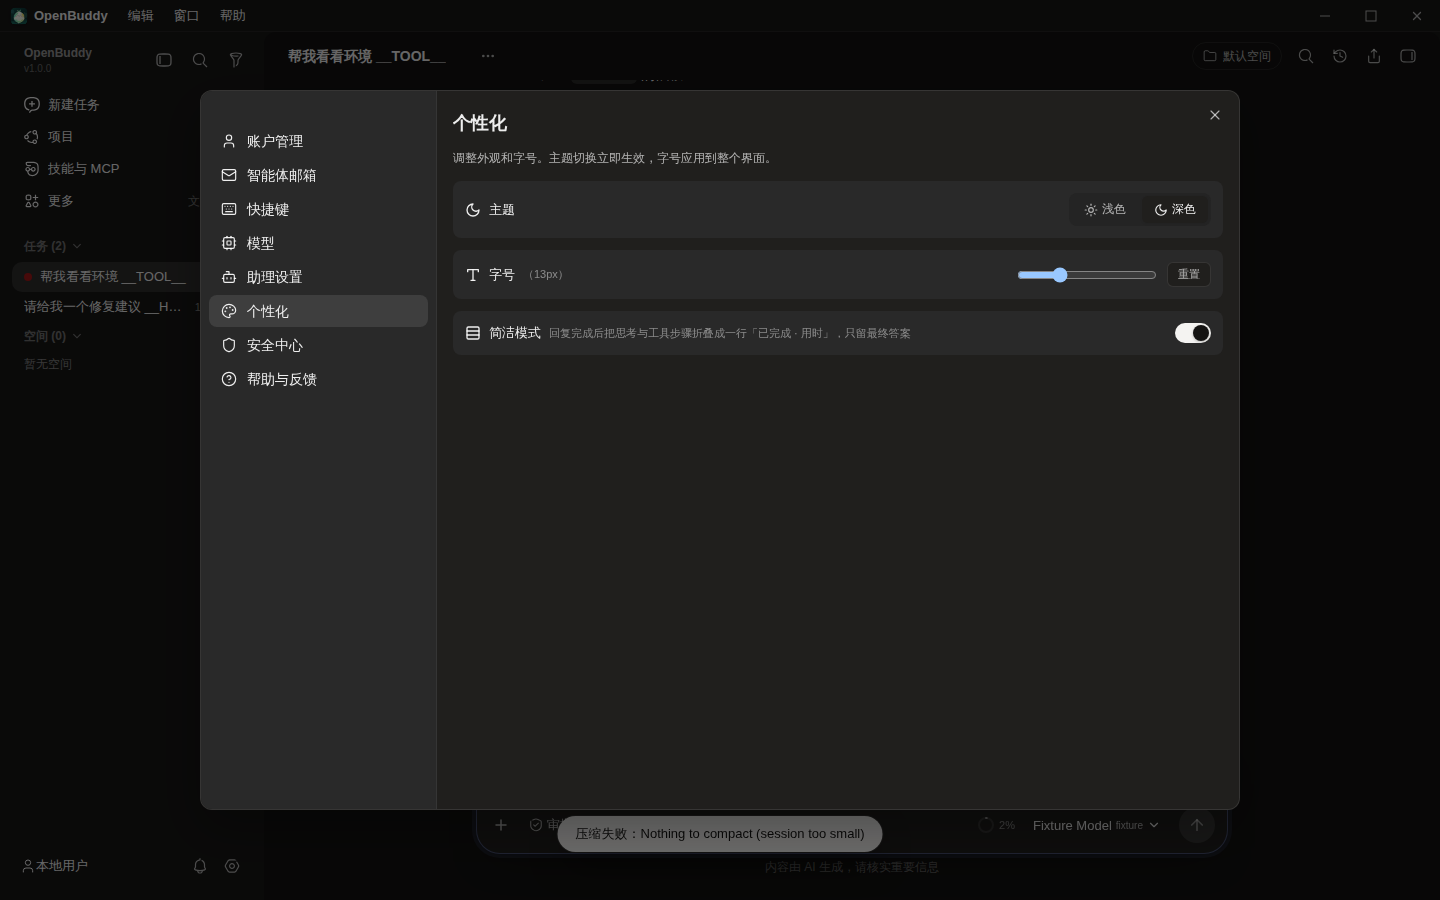 OpenBuddy 编辑 窗口 帮助
OpenBuddy
v1.0.0
帮我看看环境 __TOOL__
默认空间
新建任务
项目
技能与 MCP
更多
任务 (2)
帮我看看环境 __TOOL__
请给我一个修复建议 __H...
空间 (0)
暂无空间
本地用户
账户管理
智能体邮箱
快捷键
模型
助理设置
个性化
安全中心
帮助与反馈
个性化
调整外观和字号。主题切换立即生效，字号应用到整个界面。
主题
浅色 深色
字号 （13px）
重置
简洁模式 回复完成后把思考与工具步骤折叠成一行「已完成 · 用时」，只留最终答案
压缩失败：Nothing to compact (session too small)
2%
Fixture Model fixture
内容由 AI 生成，请核实重要信息